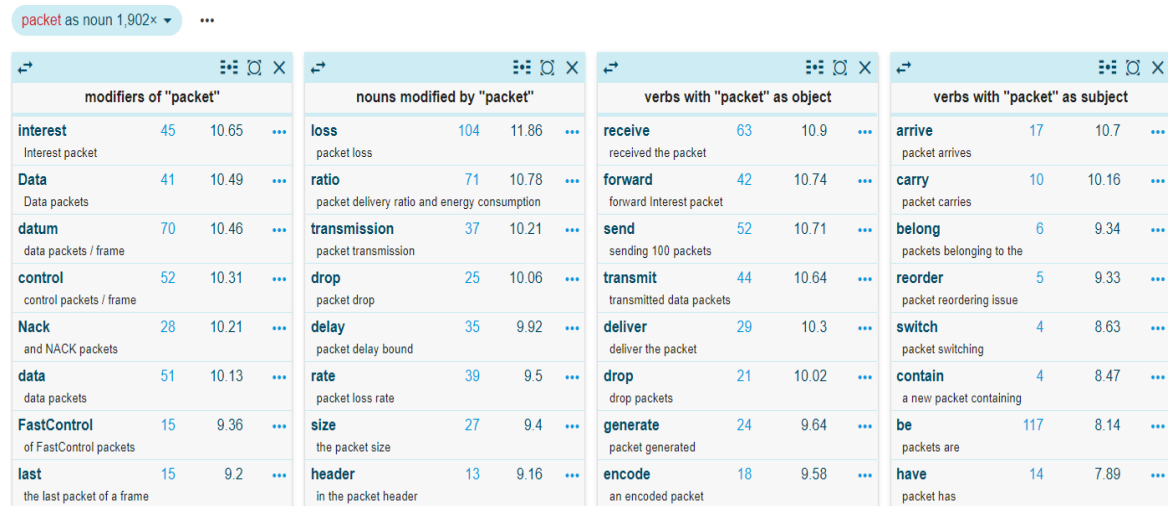 packet as noun 1,902×
modifiers of "packet"
interest 45 10.65
Interest packet
Data 41 10.49
Data packets
datum 70 10.46
data packets / frame
control 52 10.31
control packets / frame
Nack 28 10.21
and NACK packets
data 51 10.13
data packets
FastControl 15 9.36
of FastControl packets
last 15 9.2
the last packet of a frame
nouns modified by "packet"
loss 104 11.86
packet loss
ratio 71 10.78
packet delivery ratio and energy consumption
transmission 37 10.21
packet transmission
drop 25 10.06
packet drop
delay 35 9.92
packet delay bound
rate 39 9.5
packet loss rate
size 27 9.4
the packet size
header 13 9.16
in the packet header
verbs with "packet" as object
receive 63 10.9
received the packet
forward 42 10.74
forward Interest packet
send 52 10.71
sending 100 packets
transmit 44 10.64
transmitted data packets
deliver 29 10.3
deliver the packet
drop 21 10.02
drop packets
generate 24 9.64
packet generated
encode 18 9.58
an encoded packet
verbs with "packet" as subject
arrive 17 10.7
packet arrives
carry 10 10.16
packet carries
belong 6 9.34
packets belonging to the
reorder 5 9.33
packet reordering issue
switch 4 8.63
packet switching
contain 4 8.47
a new packet containing
be 117 8.14
packets are
have 14 7.89
packet has